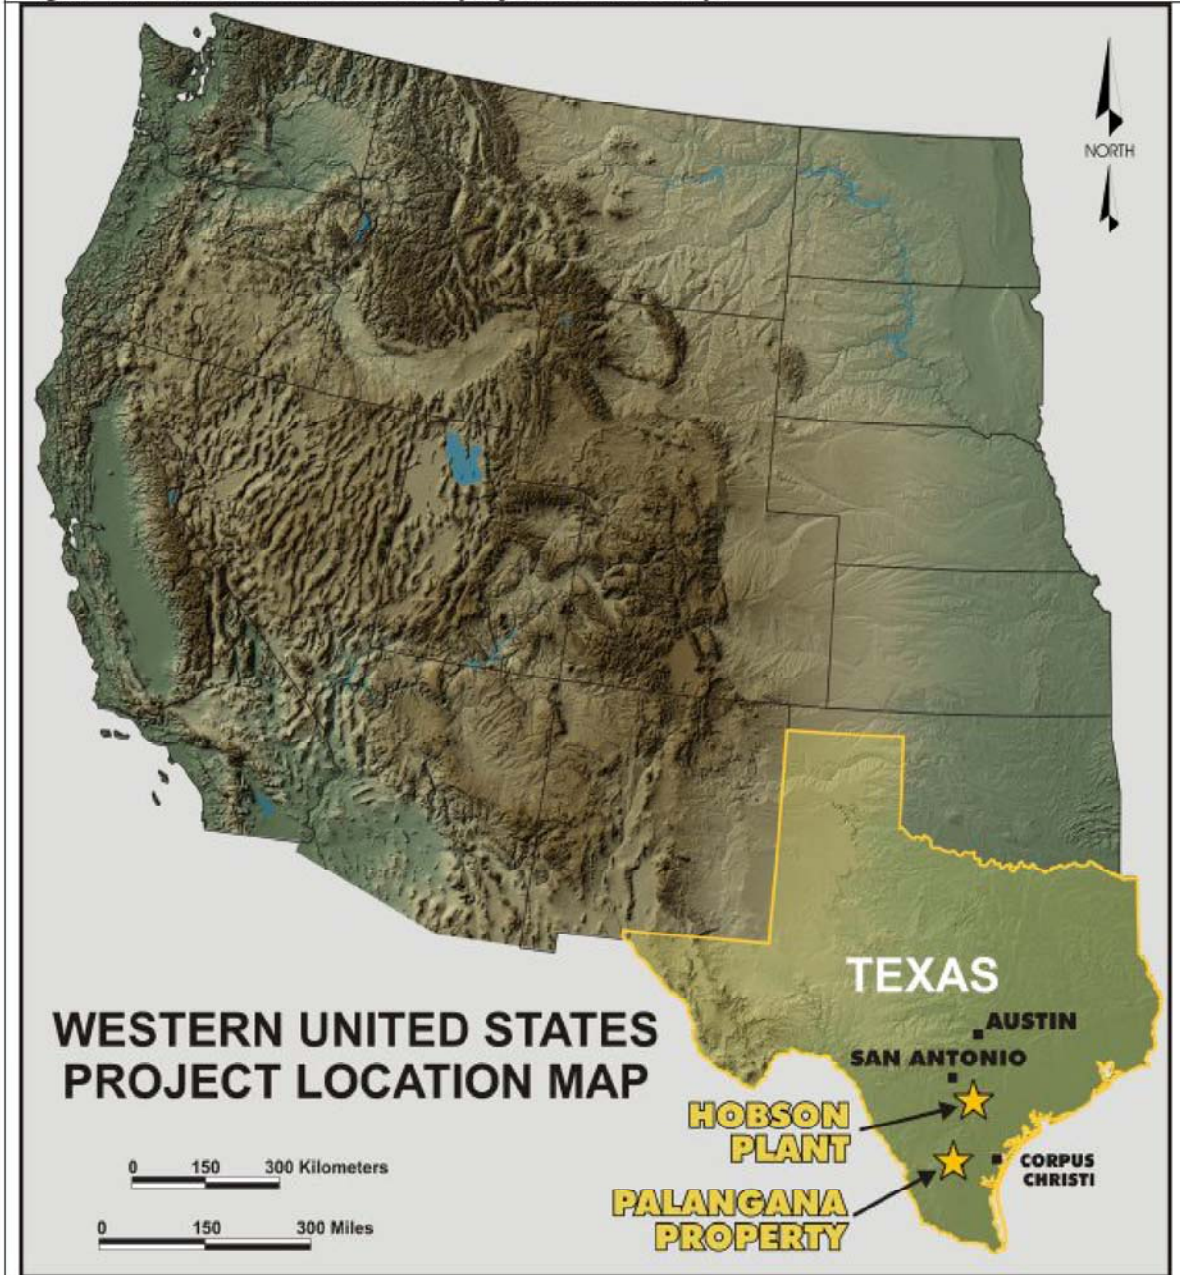 NORTH
TEXAS
AUSTIN
SAN ANTONIO
WESTERN UNITED STATES
PROJECT LOCATION MAP
HOBSON
PLANT
CORPUS
CHRISTI
PALANGANA
PROPERTY
0 150 300 Kilometers
0 150 300 Miles